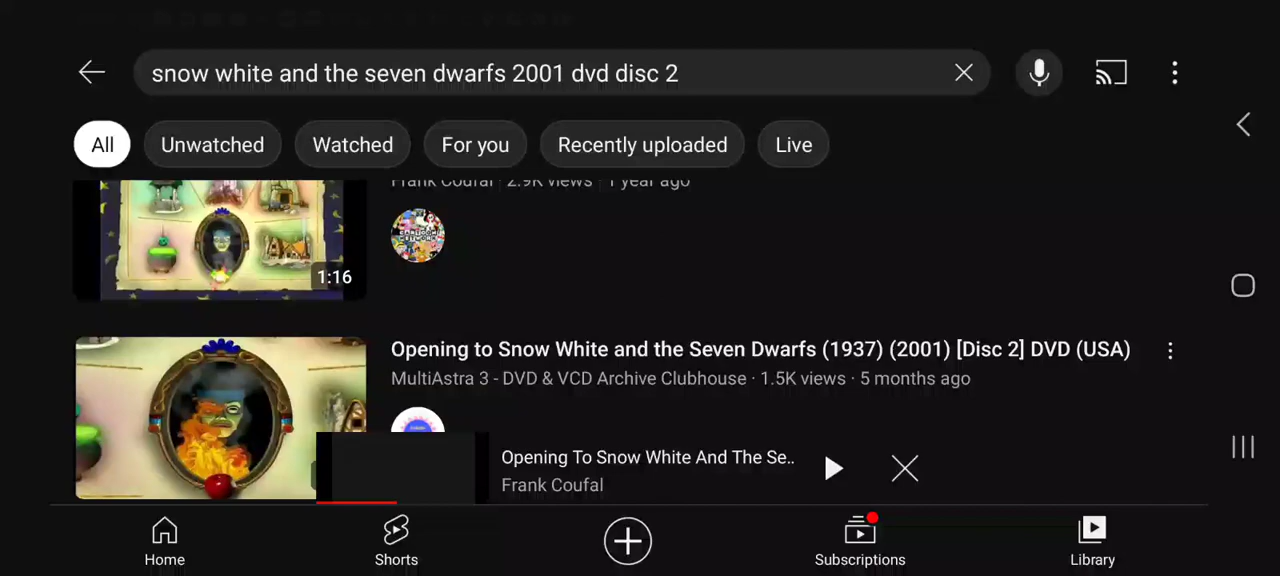 snow white and the seven dwarfs 2001 dvd disc 2
All Unwatched Watched For you Recently uploaded Live
Frank Coufal · 2.9K views · 1 year ago
1:16
Opening to Snow White and the Seven Dwarfs (1937) (2001) [Disc 2] DVD (USA)
MultiAstra 3 - DVD & VCD Archive Clubhouse · 1.5K views · 5 months ago
Opening To Snow White And The Se..
Frank Coufal
Home Shorts Subscriptions Library